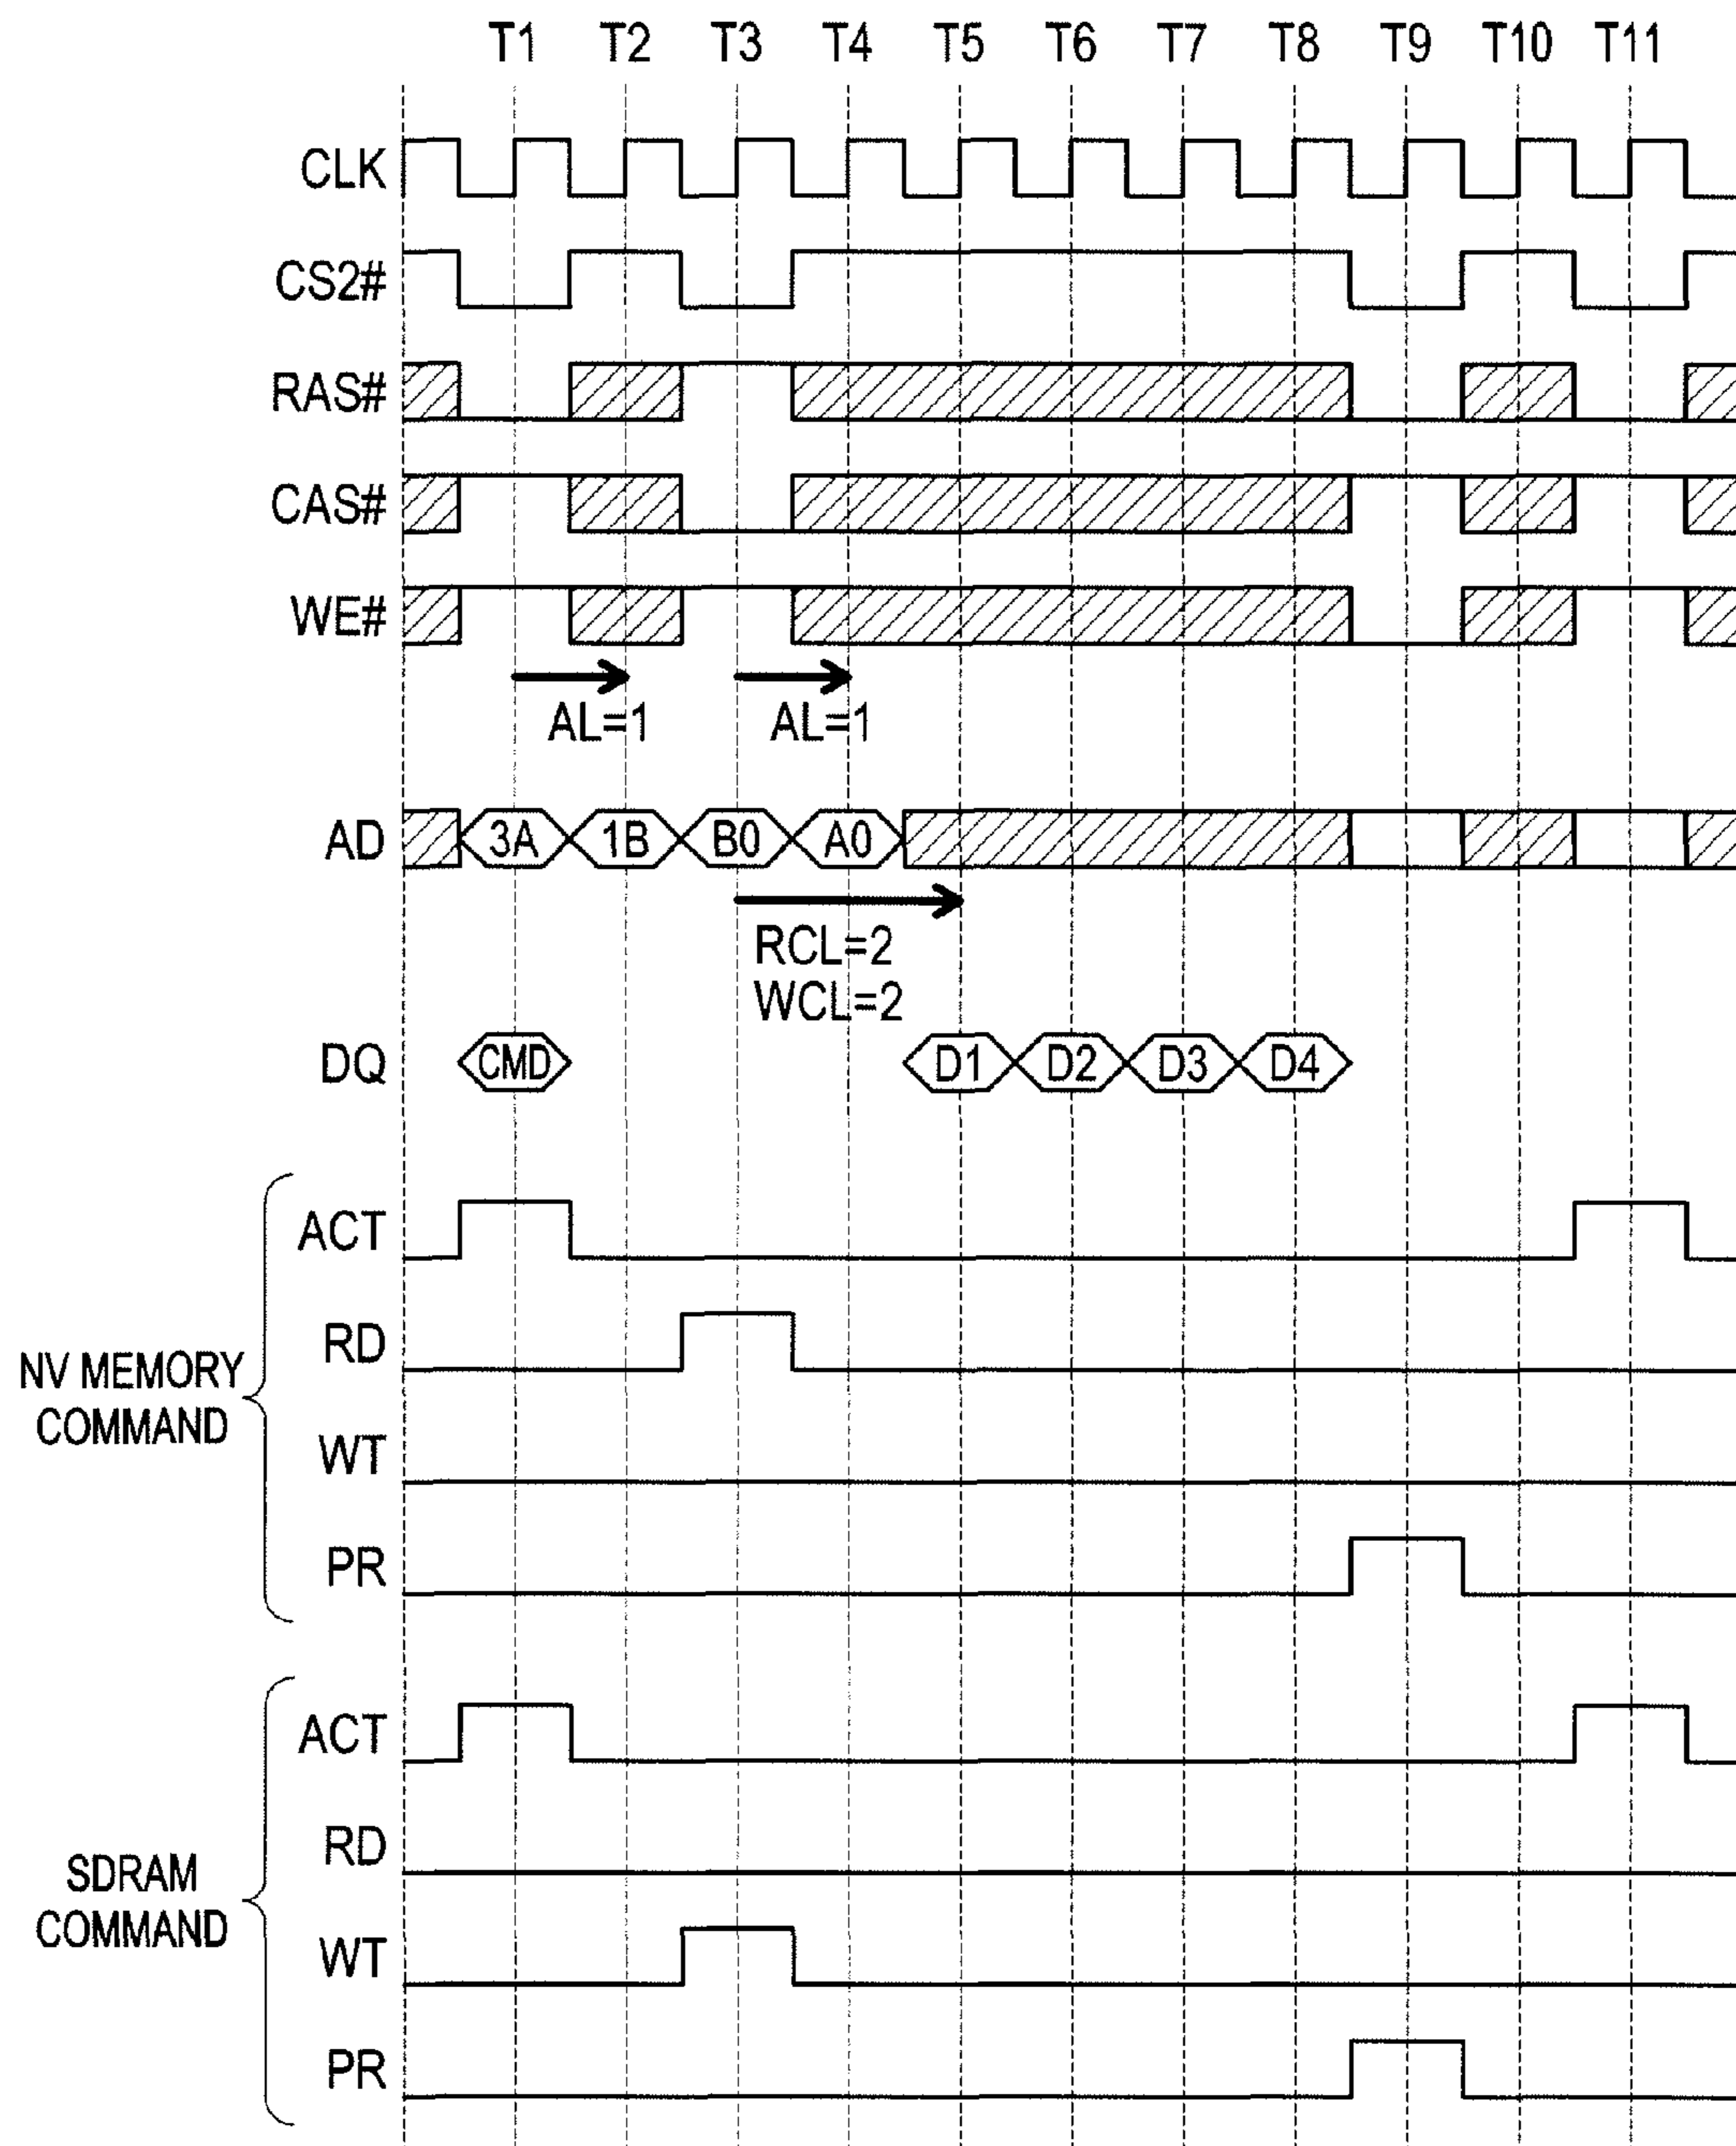 T1 T2 T3 T4 T5 T6 T7 T8 T9 T10 T11
CLK
CS2#
RAS#
CAS#
WE#
AL=1 AL=1
AD 3A 1B B0 A0
RCL=2
WCL=2
DQ CMD D1 D2 D3 D4
NV MEMORY
COMMAND
ACT
RD
WT
PR
SDRAM
COMMAND
ACT
RD
WT
PR